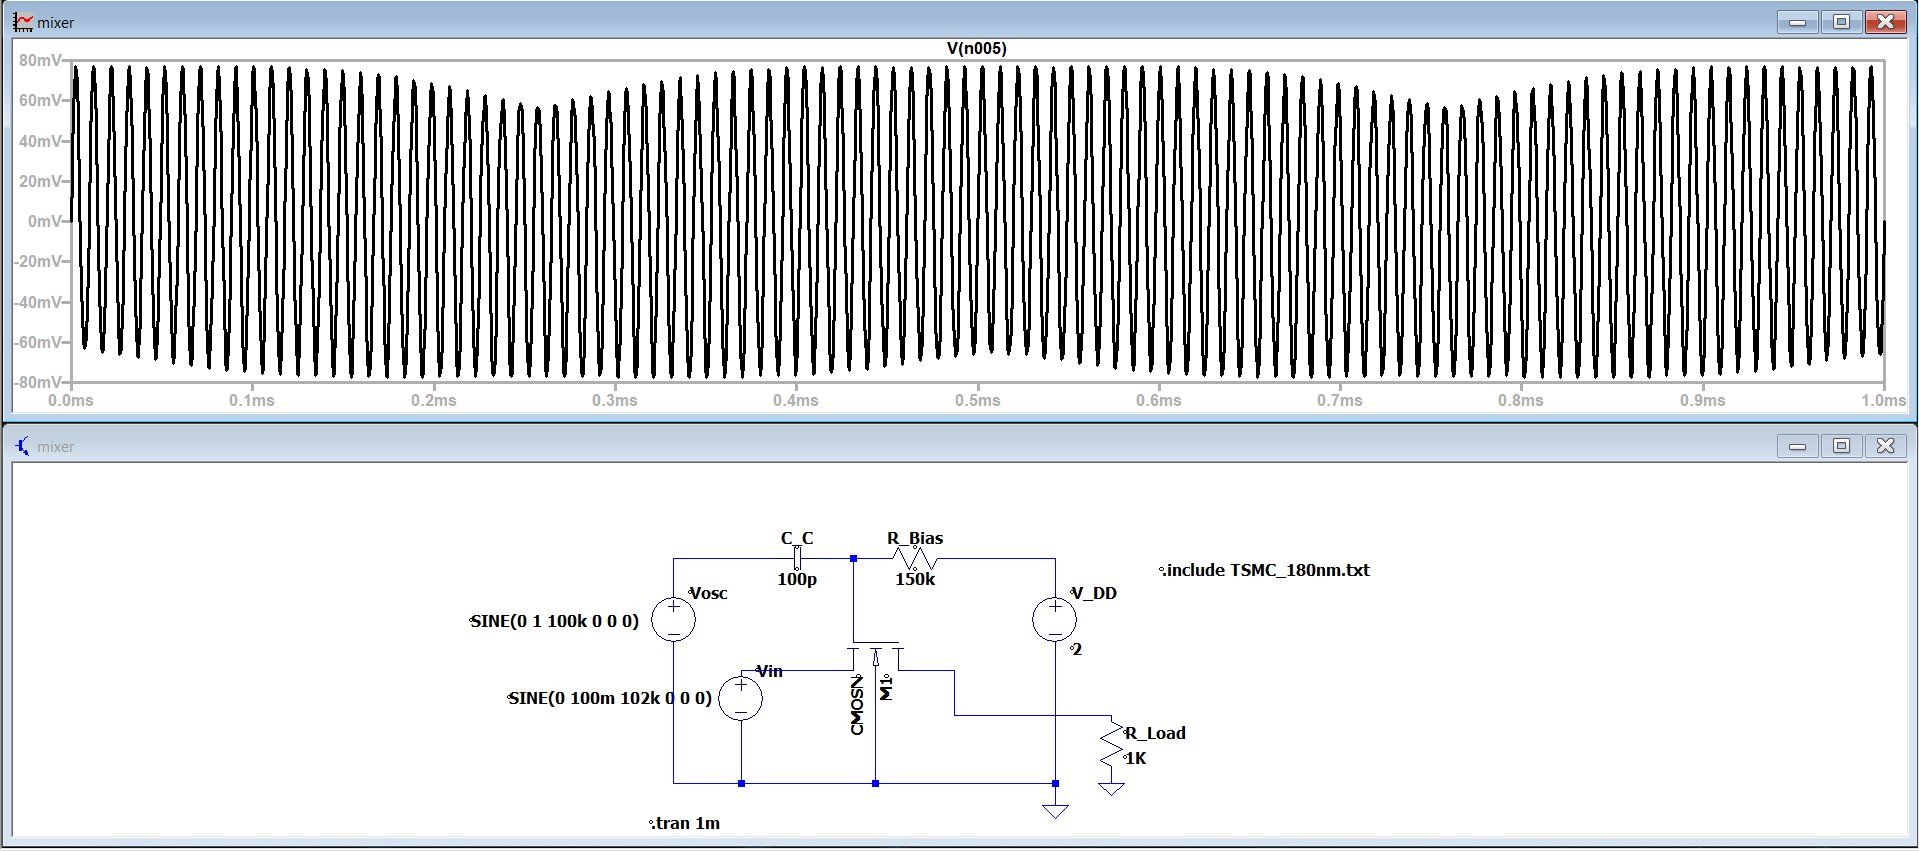 mixer
V(n005)
80mV
60mV
40mV
20mV
0mV
-20mV
-40mV
-60mV
-80mV
0.0ms 0.1ms 0.2ms 0.3ms 0.4ms 0.5ms 0.6ms 0.7ms 0.8ms 0.9ms 1.0ms
mixer
C_C
100p
R_Bias
150k
.include TSMC_180nm.txt
Vosc
SINE(0 1 100k 0 0 0)
V_DD
2
Vin
SINE(0 100m 102k 0 0 0)
CMOSN
M1
R_Load
1K
.tran 1m